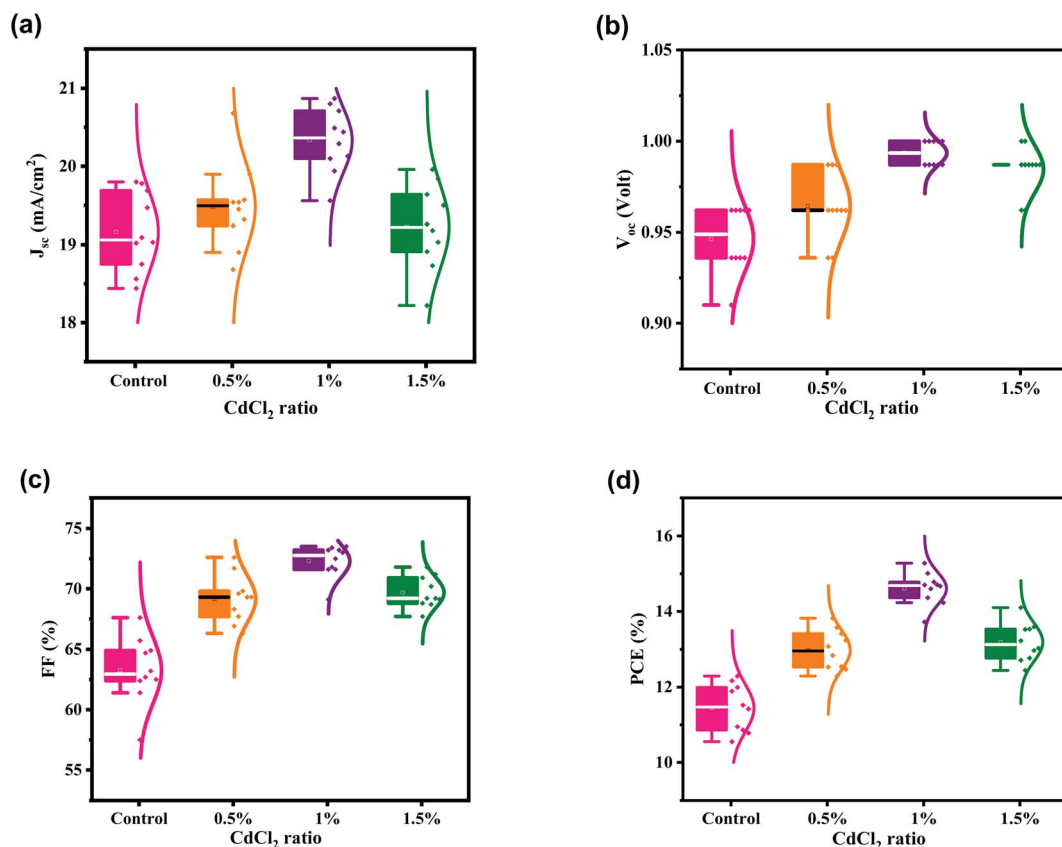 (a)
21
20
19
18
J_sc (mA/cm²)
Control 0.5% 1% 1.5%
CdCl₂ ratio
(b)
1.05
1.00
0.95
0.90
V_oc (Volt)
Control 0.5% 1% 1.5%
CdCl₂ ratio
(c)
75
70
65
60
55
FF (%)
Control 0.5% 1% 1.5%
CdCl₂ ratio
(d)
16
14
12
10
PCE (%)
Control 0.5% 1% 1.5%
CdCl₂ ratio